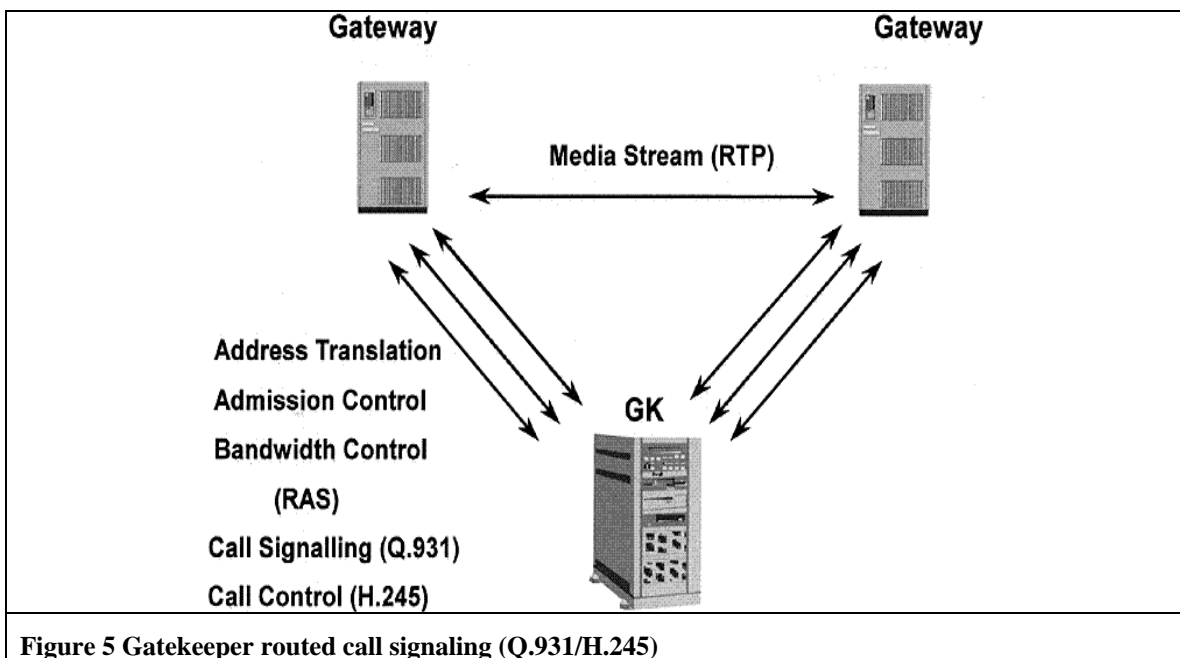 Gateway
Gateway
Media Stream (RTP)
Address Translation
Admission Control
Bandwidth Control
(RAS)
Call Signalling (Q.931)
Call Control (H.245)
GK
Figure 5 Gatekeeper routed call signaling (Q.931/H.245)